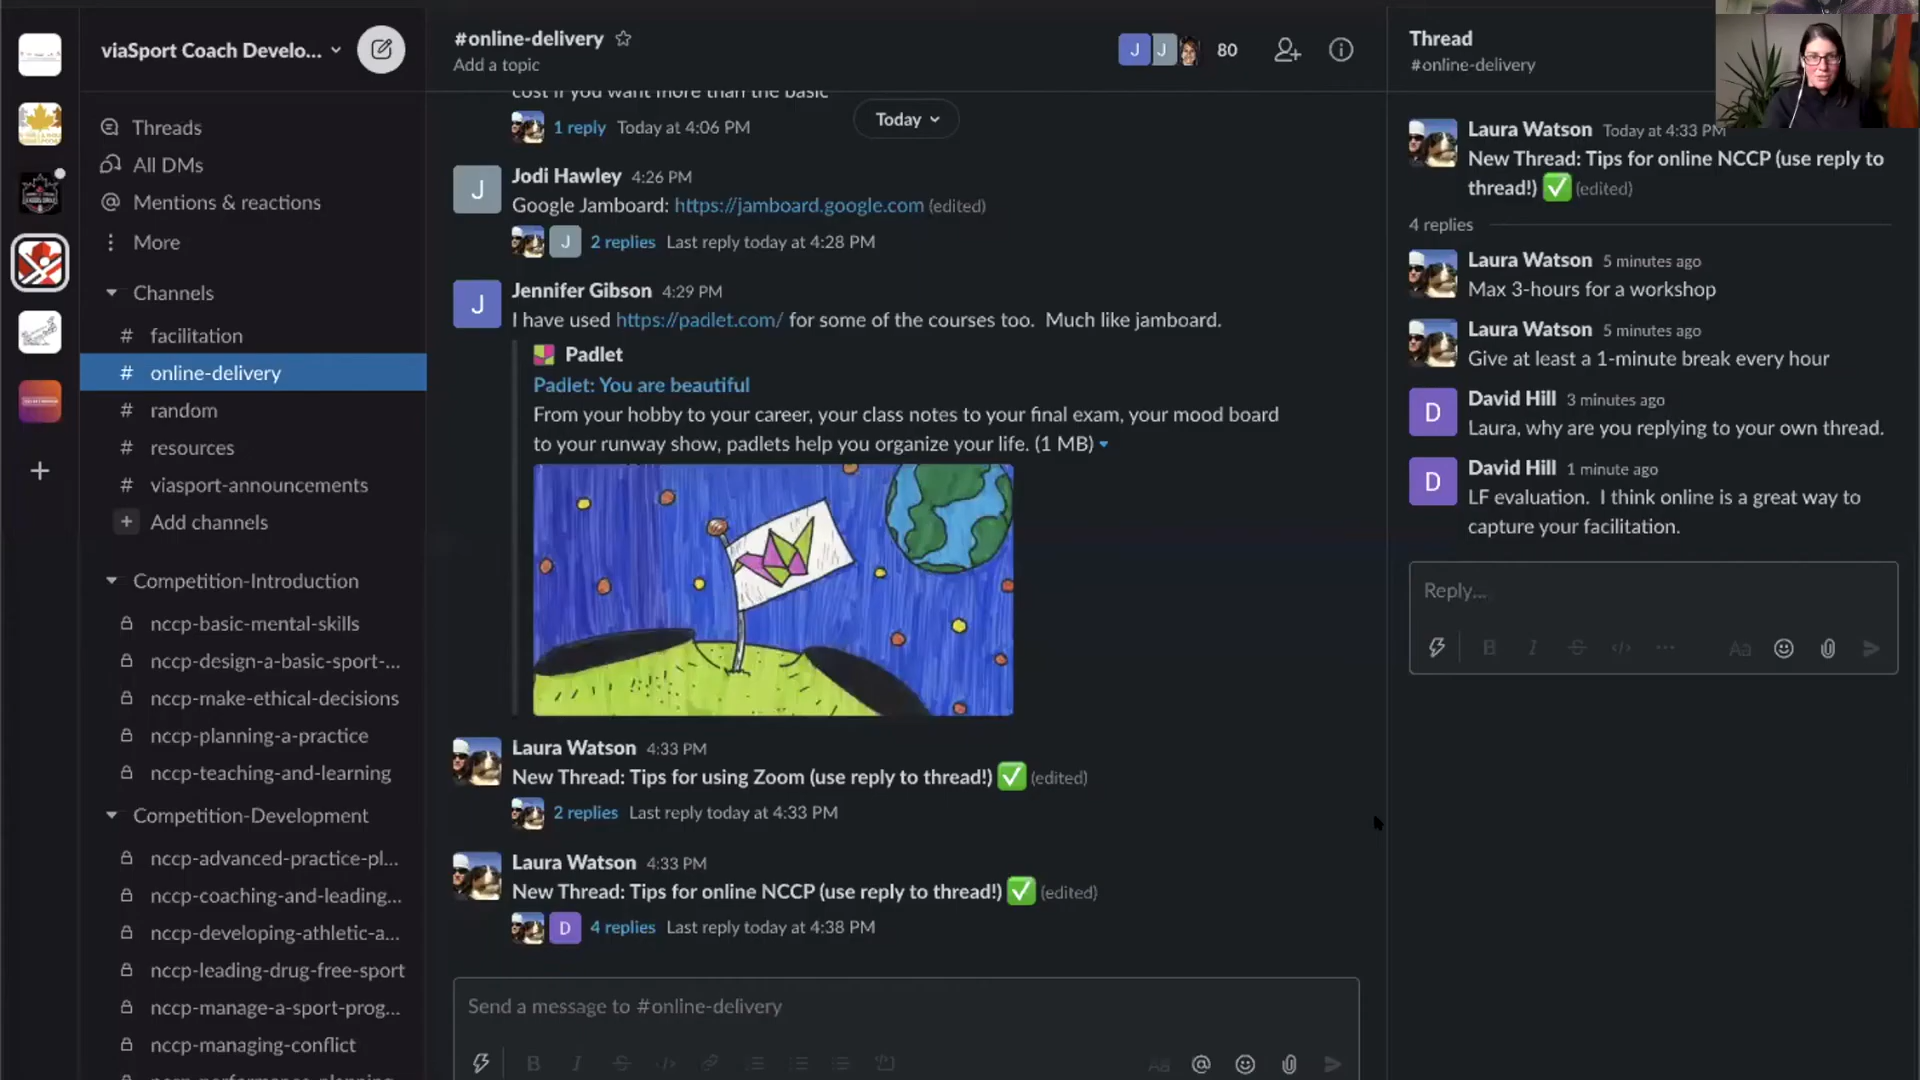 viaSport Coach Develo...
Threads
All DMs
Mentions & reactions
More
Channels
# facilitation
# online-delivery
# random
# resources
# viasport-announcements
+ Add channels
Competition-Introduction
nccp-basic-mental-skills
nccp-design-a-basic-sport-...
nccp-make-ethical-decisions
nccp-planning-a-practice
nccp-teaching-and-learning
Competition-Development
nccp-advanced-practice-pl...
nccp-coaching-and-leading...
nccp-developing-athletic-a...
nccp-leading-drug-free-sport
nccp-manage-a-sport-prog...
nccp-managing-conflict
#online-delivery
Add a topic
J J 80
cost if you want more than the basic
1 reply Today at 4:06 PM
Today
J
Jodi Hawley 4:26 PM
Google Jamboard: https://jamboard.google.com (edited)
J 2 replies Last reply today at 4:28 PM
J
Jennifer Gibson 4:29 PM
I have used https://padlet.com/ for some of the courses too. Much like jamboard.
Padlet
Padlet: You are beautiful
From your hobby to your career, your class notes to your final exam, your mood board
to your runway show, padlets help you organize your life. (1 MB)
Laura Watson 4:33 PM
New Thread: Tips for using Zoom (use reply to thread!) ✅ (edited)
2 replies Last reply today at 4:33 PM
Laura Watson 4:33 PM
New Thread: Tips for online NCCP (use reply to thread!) ✅ (edited)
D 4 replies Last reply today at 4:38 PM
Send a message to #online-delivery
B I S </> Aa @
Thread
#online-delivery
Laura Watson Today at 4:33 PM
New Thread: Tips for online NCCP (use reply to
thread!) ✅ (edited)
4 replies
Laura Watson 5 minutes ago
Max 3-hours for a workshop
Laura Watson 5 minutes ago
Give at least a 1-minute break every hour
D
David Hill 3 minutes ago
Laura, why are you replying to your own thread.
D
David Hill 1 minute ago
LF evaluation. I think online is a great way to
capture your facilitation.
Reply...
B I S </> ... Aa